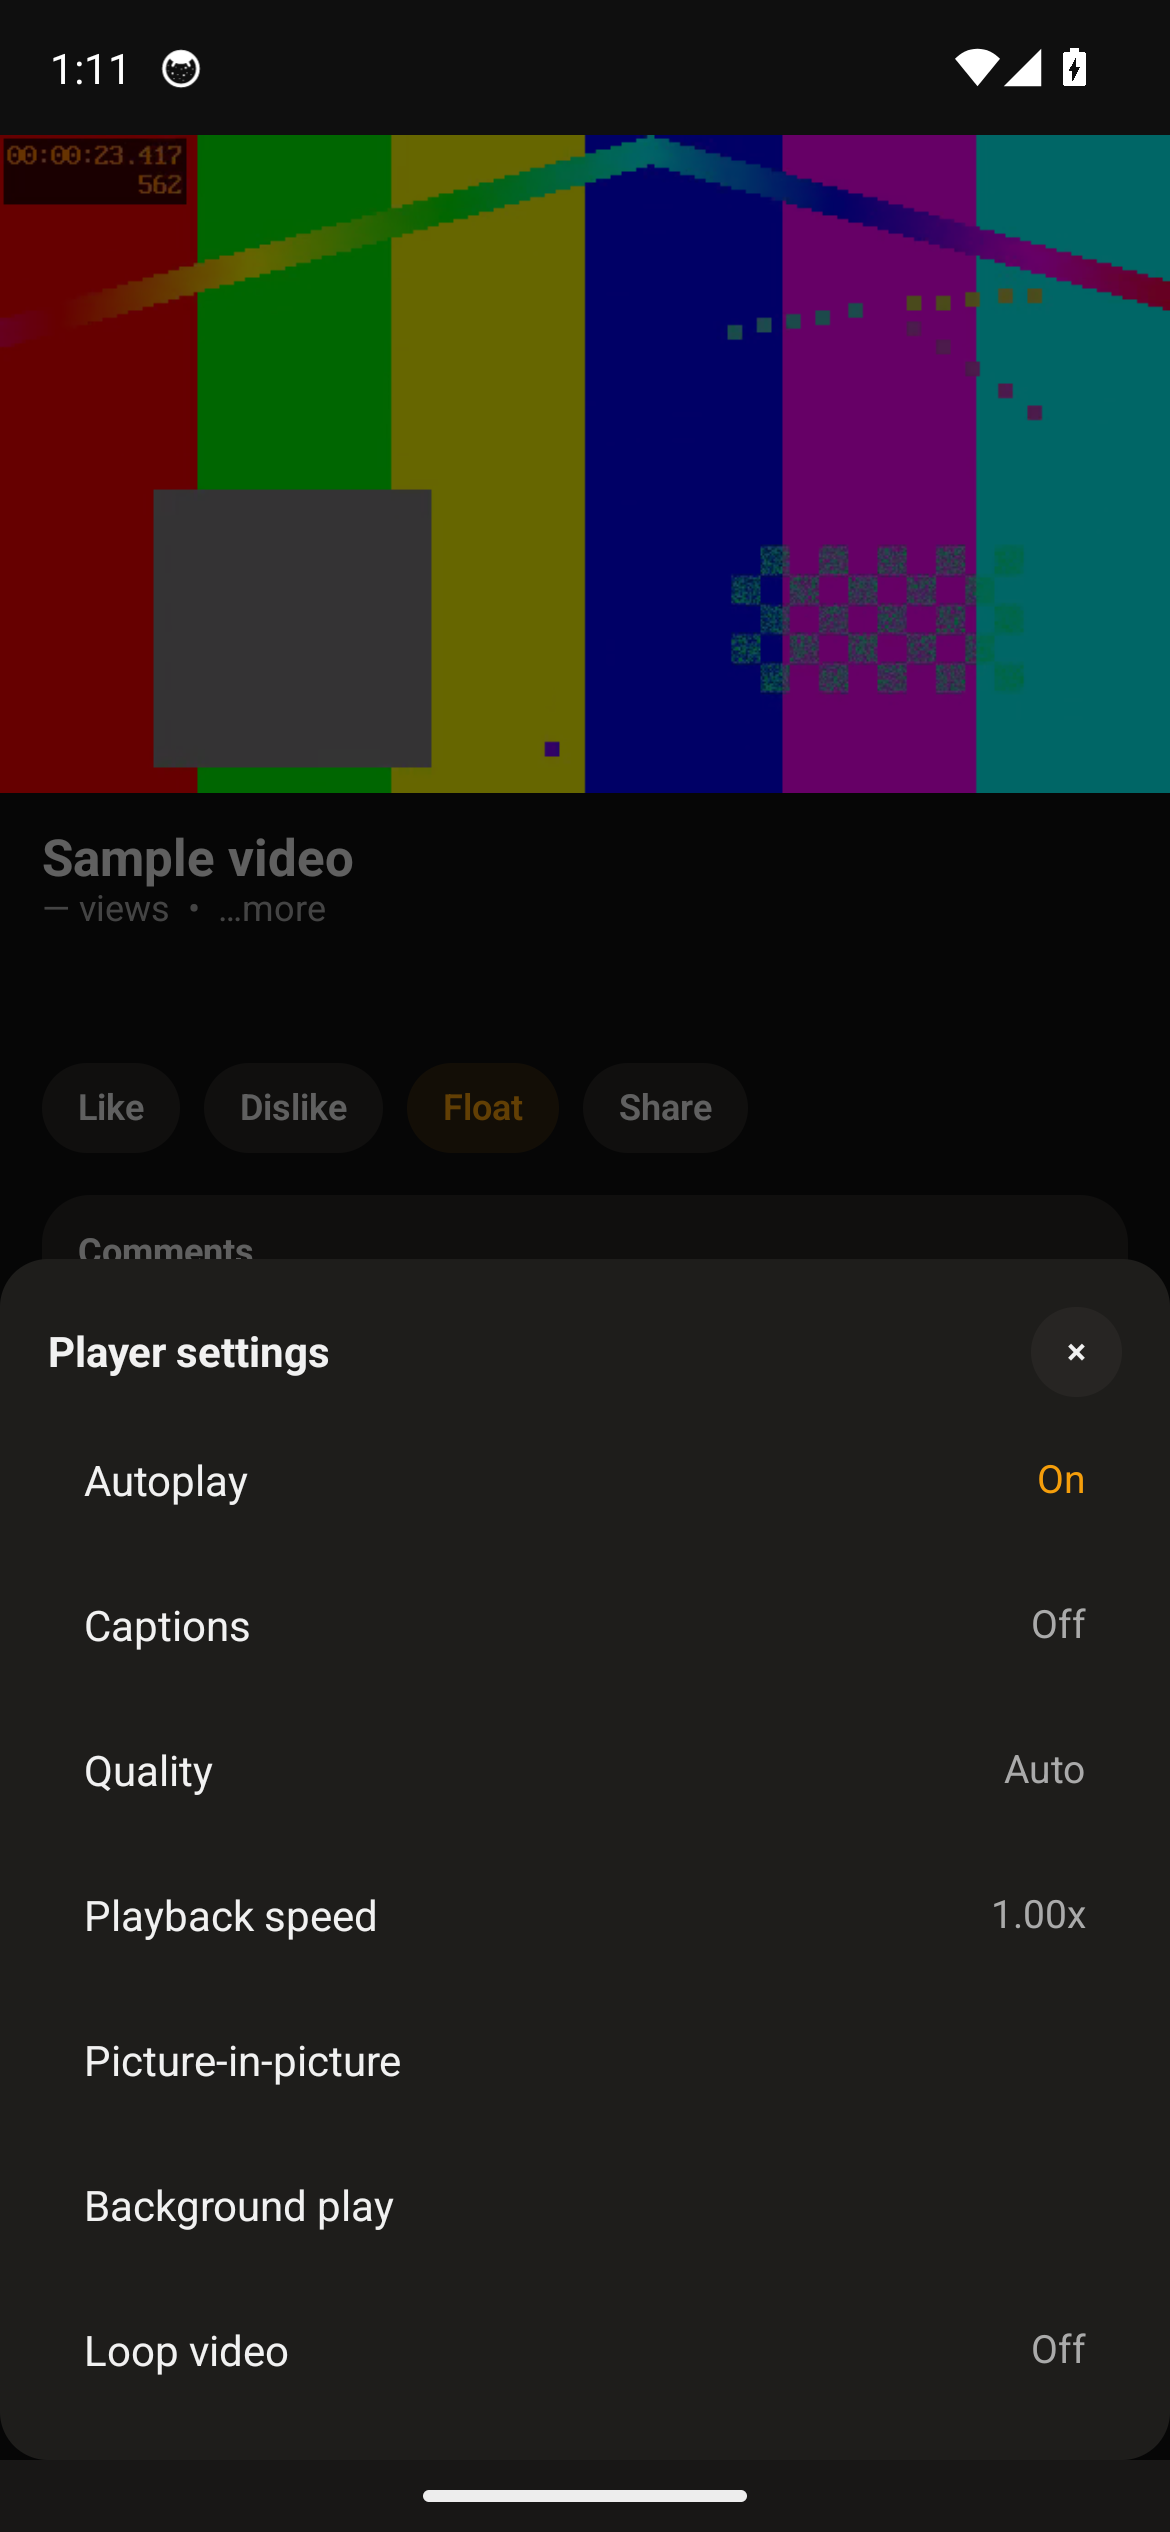 1:11
00:00:23.417
562
Sample video
— views • …more
Like Dislike Float Share
Comments
Player settings ×
Autoplay On
Captions Off
Quality Auto
Playback speed 1.00x
Picture-in-picture
Background play
Loop video Off